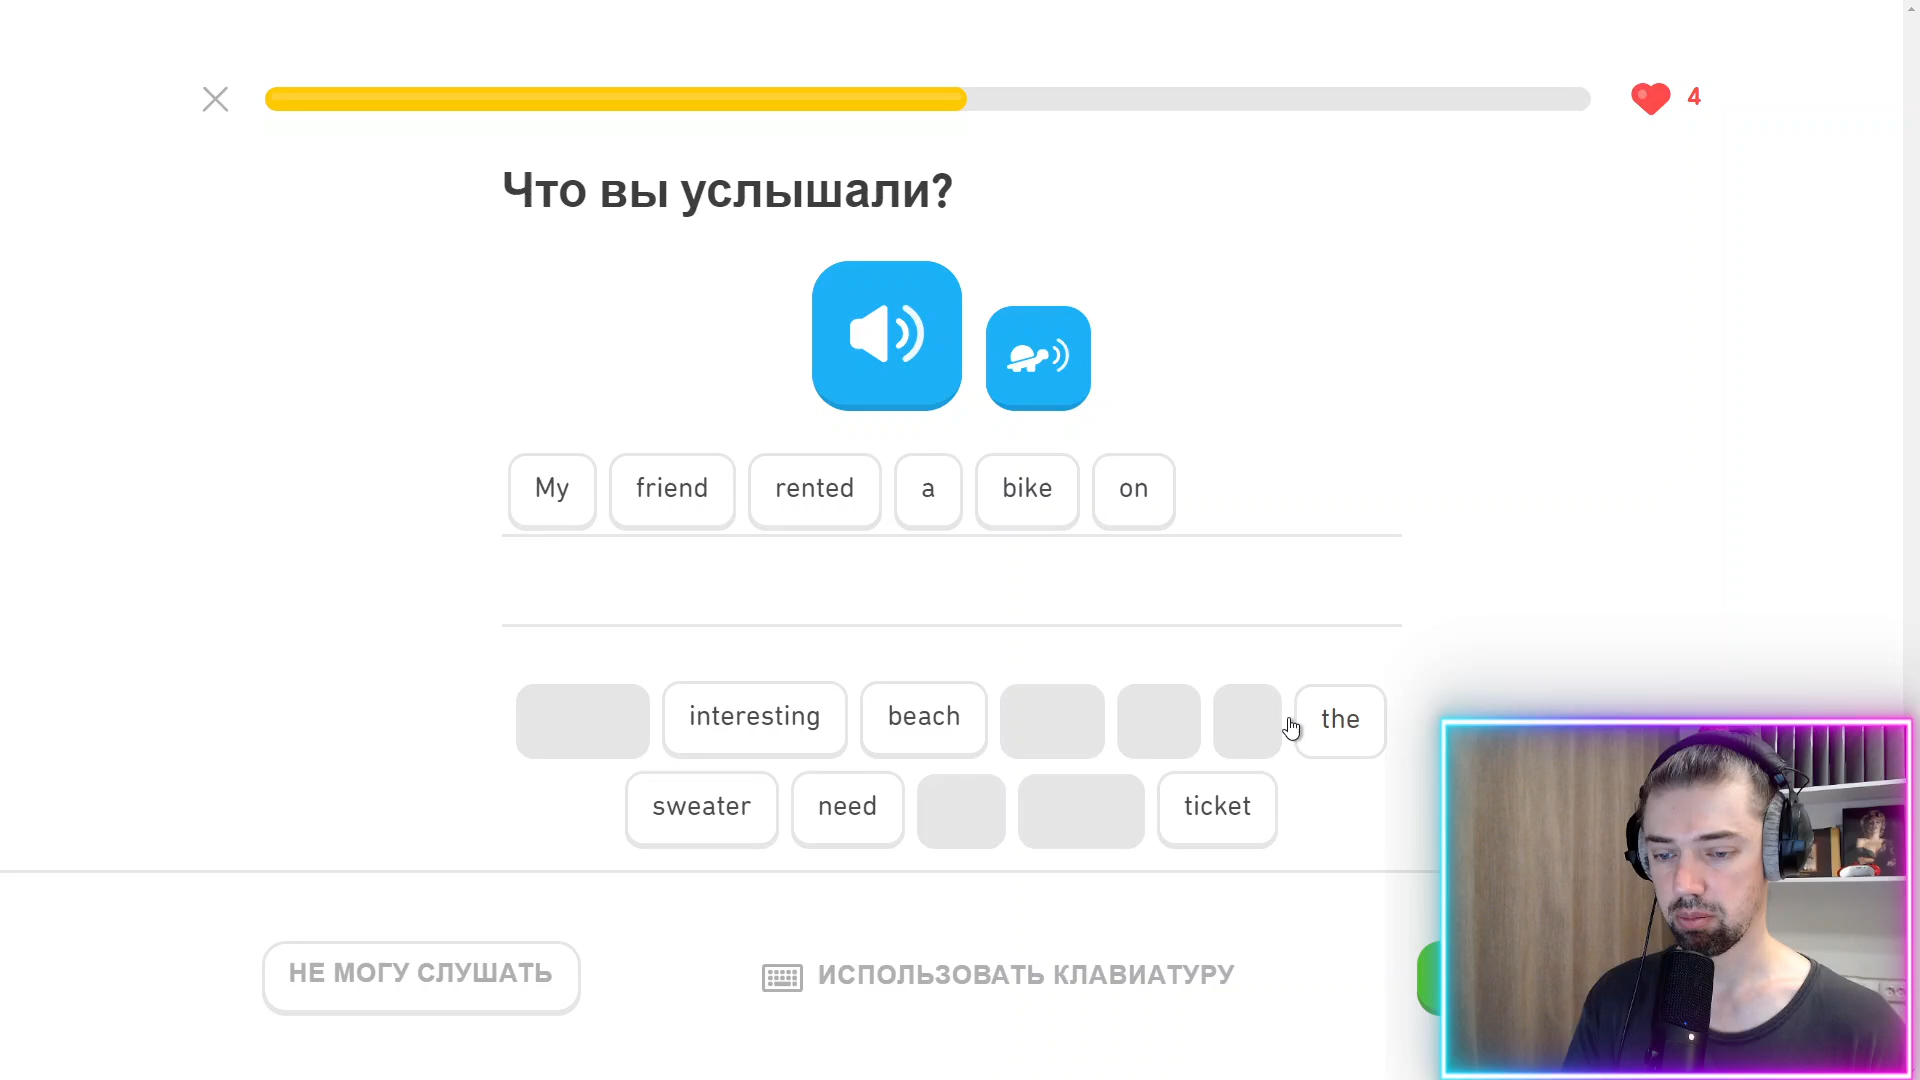 4
Что вы услышали?
My friend rented a bike on
interesting beach the
sweater need ticket
НЕ МОГУ СЛУШАТЬ ИСПОЛЬЗОВАТЬ КЛАВИАТУРУ